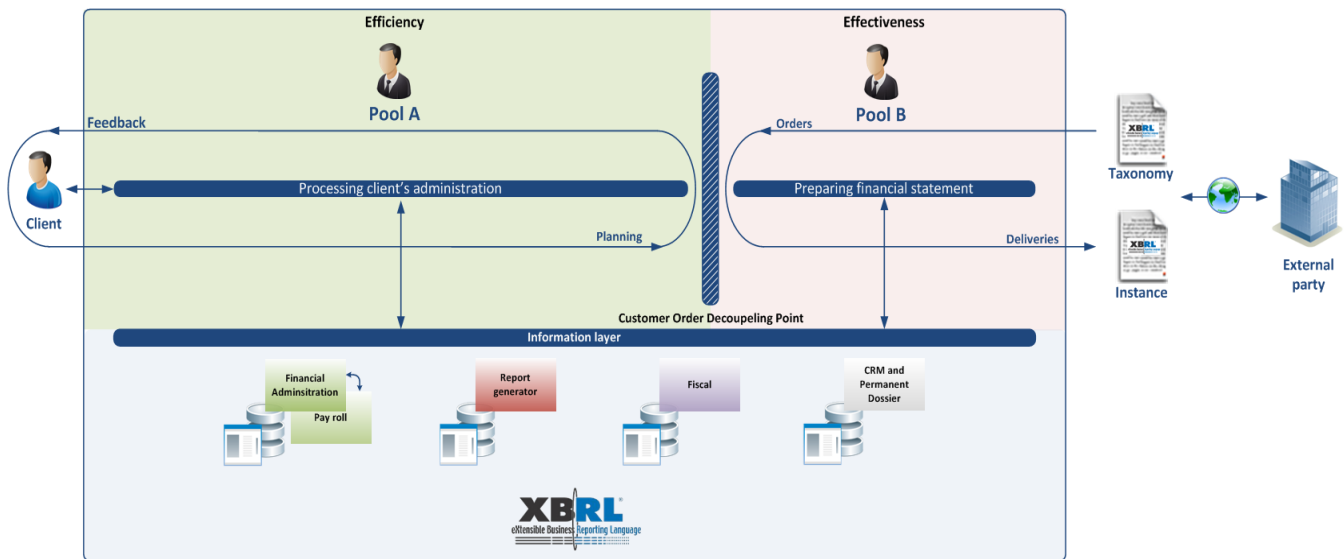 Efficiency
Effectiveness
Pool A
Pool B
Feedback
Orders
XBRL
Taxonomy
Processing client's administration
Preparing financial statement
Client
Planning
Deliveries
XBRL
Instance
External
party
Customer Order Decoupeling Point
Information layer
Financial
Adminsitration
Pay roll
Report
generator
Fiscal
CRM and
Permanent
Dossier
XBRL®
eXtensible Business Reporting Language